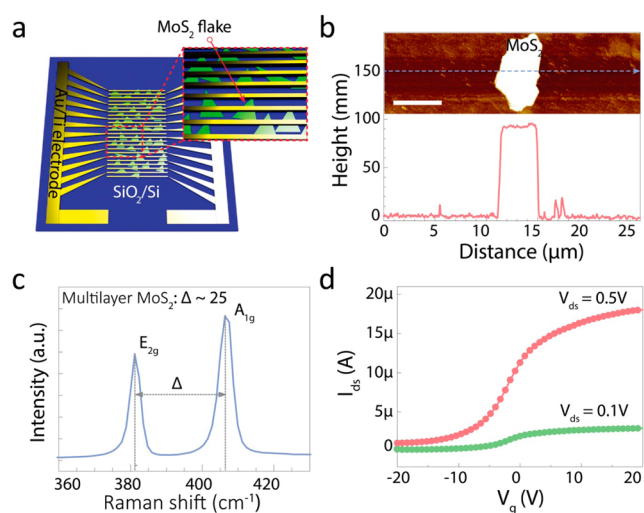 a
MoS2 flake
Au/Ti electrode
SiO2/Si
b
MoS2
Height (mm)
150
100
50
0
0 5 10 15 20 25
Distance (μm)
c
Multilayer MoS2: Δ ~ 25
E2g
A1g
Δ
Intensity (a.u.)
360 380 400 420
Raman shift (cm-1)
d
20μ
15μ
10μ
5μ
0
Ids (A)
Vds = 0.5V
Vds = 0.1V
-20 -10 0 10 20
Vg (V)